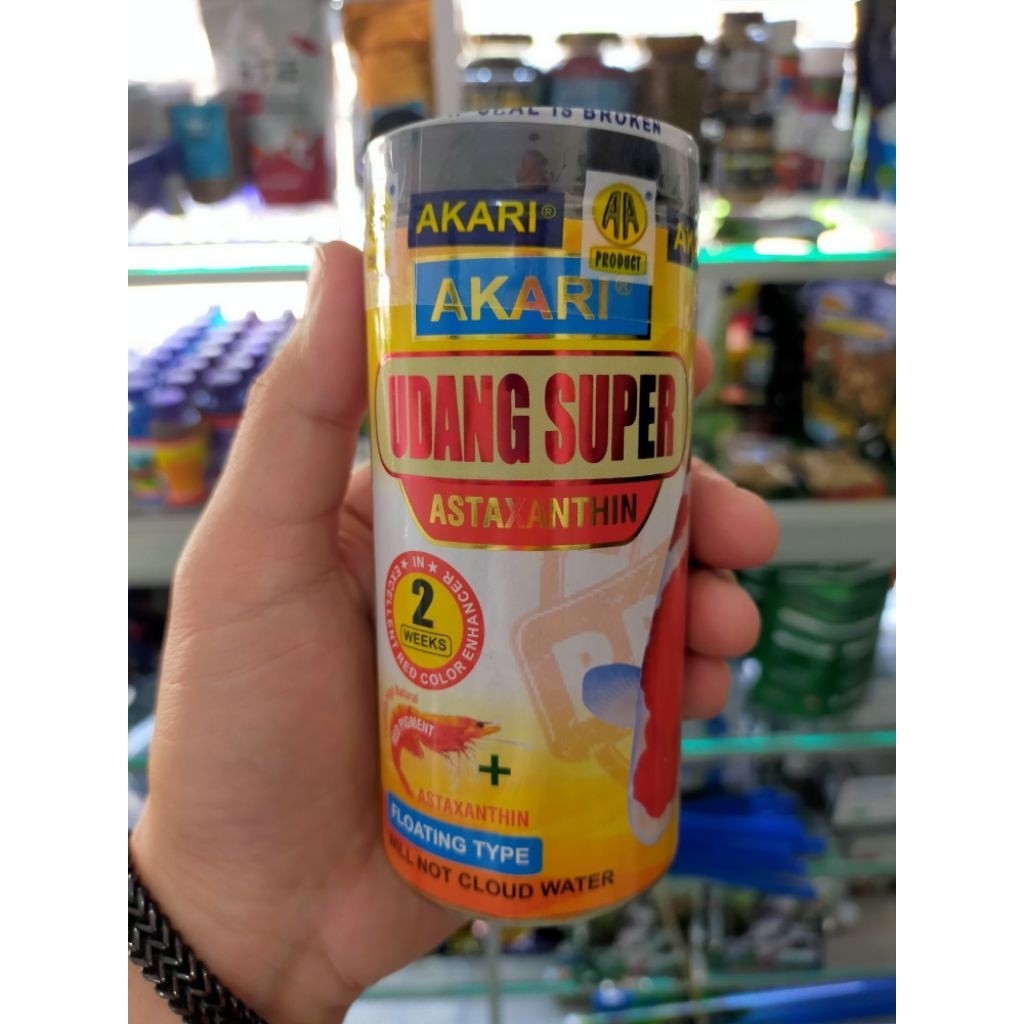 SEAL IS BROKEN
AKARI®
AA
PRODUCT
AK
AKARI®
UDANG SUPER
ASTAXANTHIN
★ IN ★
2
WEEKS
EXCELLENT RED COLOR ENHANCER
Natural
RED PIGMENT
+
ASTAXANTHIN
FLOATING TYPE
WILL NOT CLOUD WATER